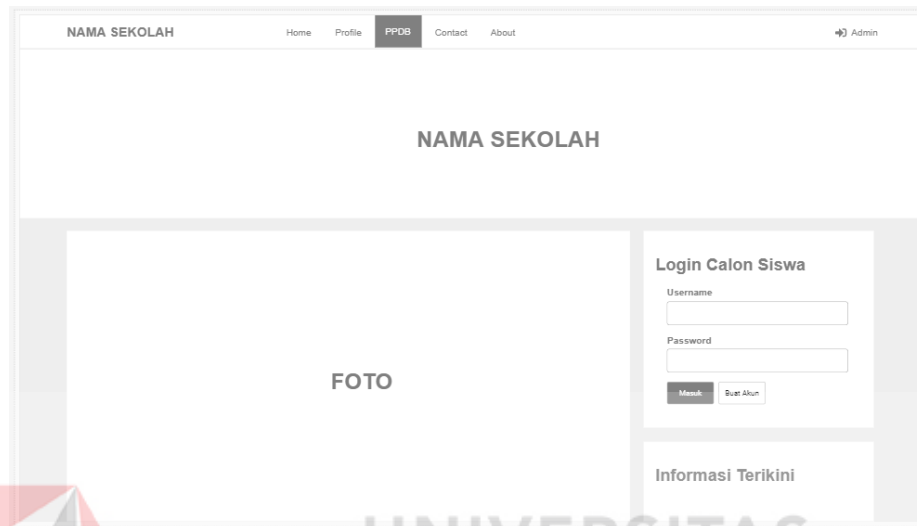 NAMA SEKOLAH Home Profile PPDB Contact About Admin
NAMA SEKOLAH
FOTO
Login Calon Siswa
Username
Password
Masuk Buat Akun
Informasi Terikini
UNIVERSITAS